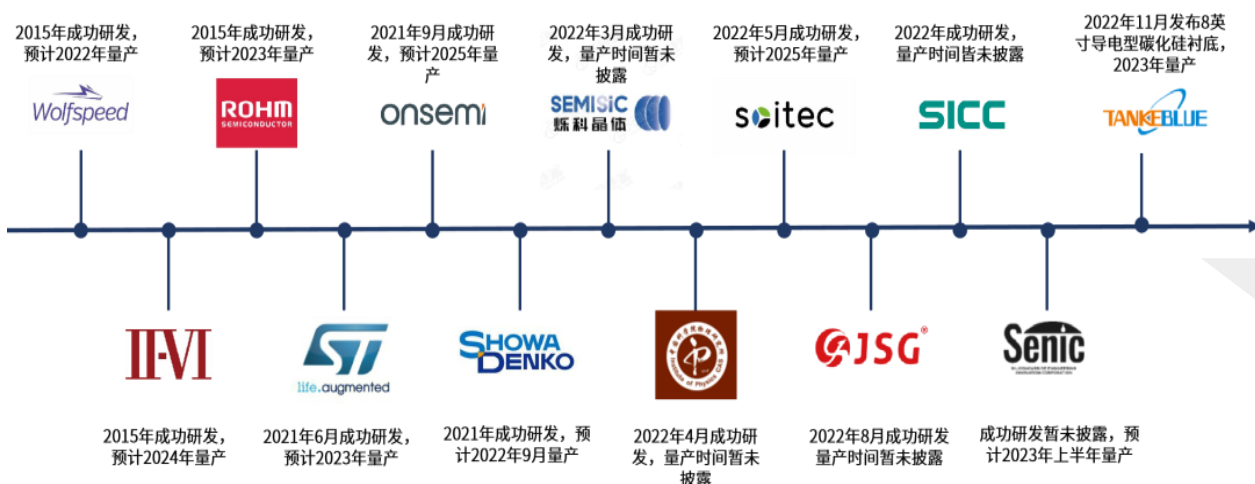 2015年成功研发，
预计2022年量产
Wolfspeed
2015年成功研发，
预计2023年量产
ROHM
SEMICONDUCTOR
2021年9月成功研
发，预计2025年量
产
onsemi
2022年3月成功研
发，量产时间暂未
披露
SEMISiC
烁科晶体
2022年5月成功研发，
预计2025年量产
soitec
2022年成功研发，
量产时间皆未披露
SICC
2022年11月发布8英
寸导电型碳化硅衬底，
2023年量产
TANKEBLUE
II-VI
2015年成功研发，
预计2024年量产
ST
life.augmented
2021年6月成功研发，
预计2023年量产
SHOWA
DENKO
2021年成功研发，预
计2022年9月量产
中国科学院物理研究所
Institute of Physics CAS
2022年4月成功研
发，量产时间暂未
披露
JSG®
2022年8月成功研发
量产时间暂未披露
Senic
成功研发暂未披露，预
计2023年上半年量产